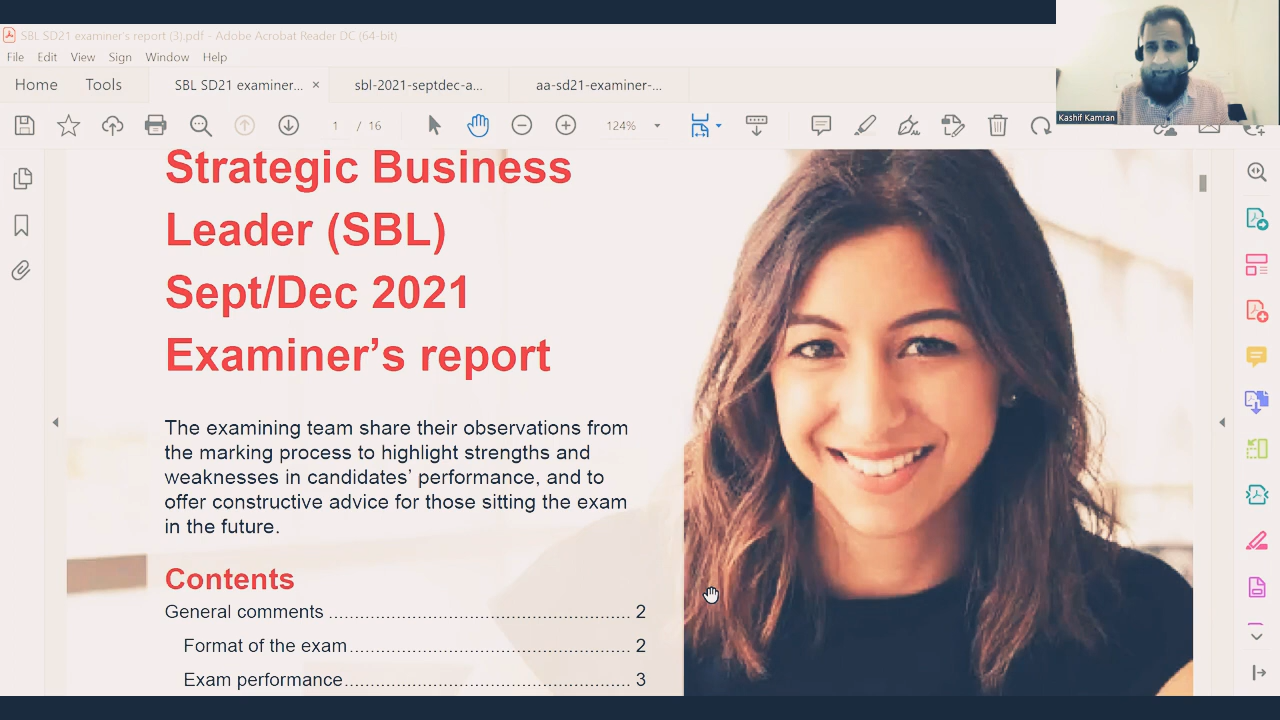 SBL SD21 examiner's report (3).pdf - Adobe Acrobat Reader DC (64-bit)
File Edit View Sign Window Help
Home Tools SBL SD21 examiner... × sbl-2021-septdec-a... aa-sd21-examiner-...
1 / 16 124%
Kashif Kamran
Strategic Business
Leader (SBL)
Sept/Dec 2021
Examiner’s report
The examining team share their observations from
the marking process to highlight strengths and
weaknesses in candidates’ performance, and to
offer constructive advice for those sitting the exam
in the future.
Contents
General comments .......................................................... 2
Format of the exam...................................................... 2
Exam performance....................................................... 3